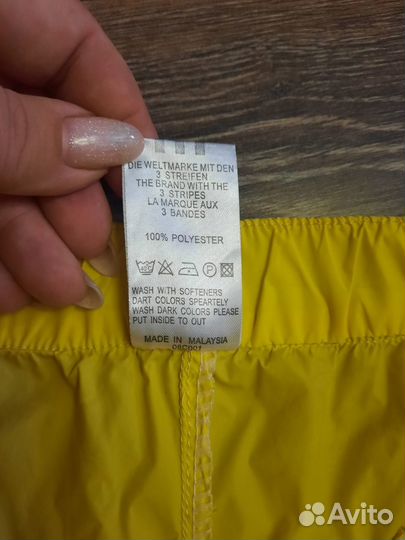 DIE WELTMARKE MIT DEN
3 STREIFEN
THE BRAND WITH THE
3 STRIPES
LA MARQUE AUX
3 BANDES
100% POLYESTER
WASH WITH SOFTENERS
DART COLORS SPEARTELY
WASH DARK COLORS PLEASE
PUT INSIDE TO OUT
MADE IN MALAYSIA
08C001
Avito